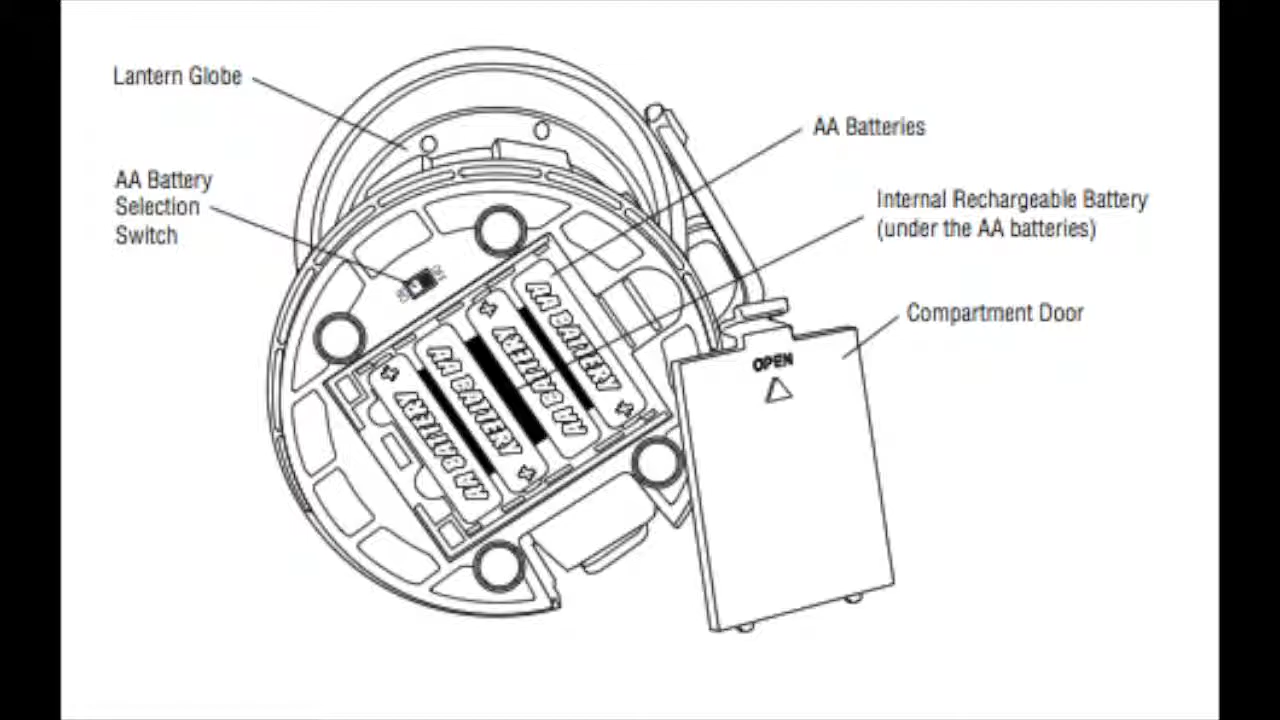 Lantern Globe
AA Battery
Selection
Switch
AA Batteries
Internal Rechargeable Battery
(under the AA batteries)
Compartment Door
OPEN
AA BATTERY
AA BATTERY
AA BATTERY
AA BATTERY